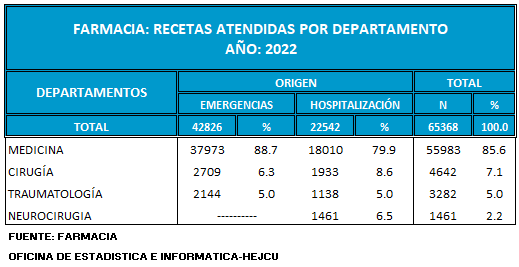 FARMACIA: RECETAS ATENDIDAS POR DEPARTAMENTO
AÑO: 2022
DEPARTAMENTOS ORIGEN TOTAL
EMERGENCIAS HOSPITALIZACIÓN N %
TOTAL 42826 % 22542 % 65368 100.0
MEDICINA 37973 88.7 18010 79.9 55983 85.6
CIRUGÍA 2709 6.3 1933 8.6 4642 7.1
TRAUMATOLOGÍA 2144 5.0 1138 5.0 3282 5.0
NEUROCIRUGIA ---------- 1461 6.5 1461 2.2
FUENTE: FARMACIA
OFICINA DE ESTADISTICA E INFORMATICA-HEJCU